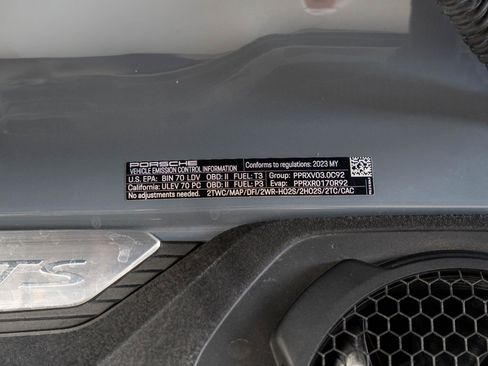 PORSCHE
VEHICLE EMISSION CONTROL INFORMATION Conforms to regulations: 2023 MY
U.S. EPA: BIN 70 LDV OBD: II FUEL: T3 Group: PPRXV03.0C92
California: ULEV 70 PC OBD: II FUEL: P3 Evap: PPRXR0170R92
No adjustments needed. 2TWC/MAP/DFI/2WR-HO2S/2HO2S/2TC/CAC
TS